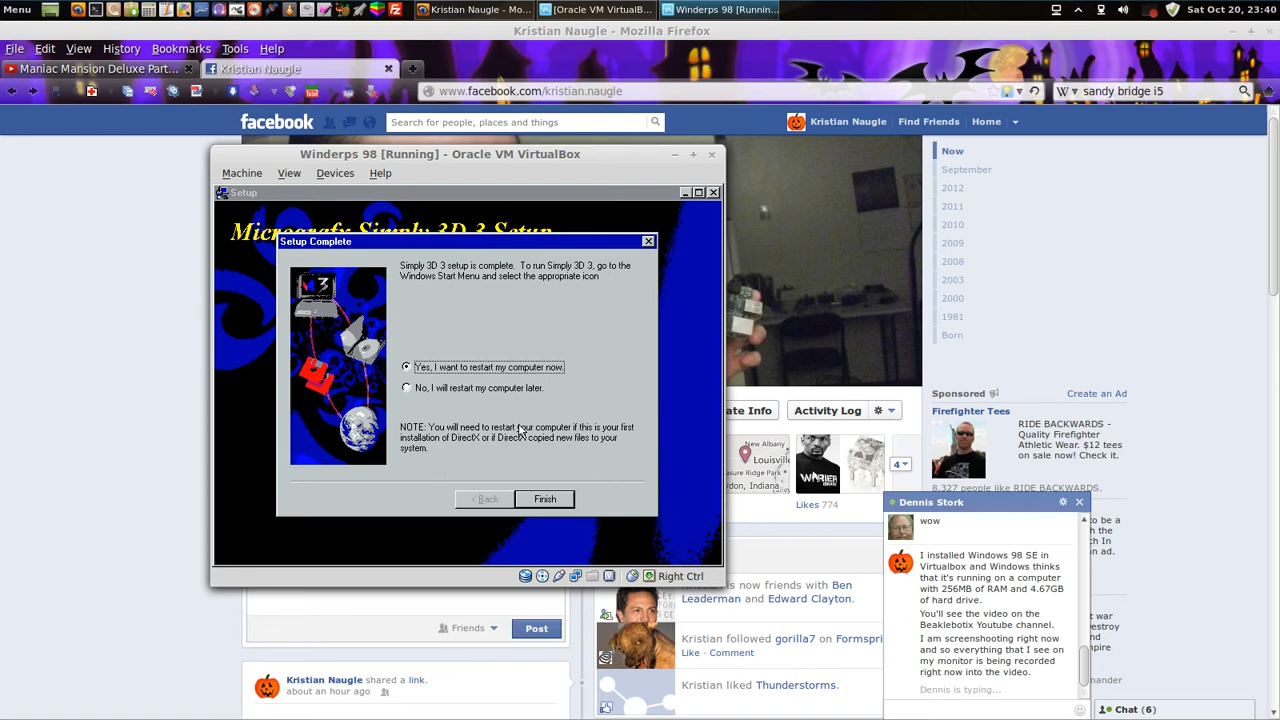 Menu
Kristian Naugle - Mo...
[Oracle VM VirtualB...
Winderps 98 [Runnin...
Sat Oct 20, 23:40
Kristian Naugle - Mozilla Firefox
File Edit View History Bookmarks Tools Help
Maniac Mansion Deluxe Part...
Kristian Naugle
www.facebook.com/kristian.naugle
sandy bridge i5
facebook
Search for people, places and things
Kristian Naugle Find Friends Home
Winderps 98 [Running] - Oracle VM VirtualBox
Machine View Devices Help
Setup
Micrografx Simply 3D 3 Setup
Setup Complete
Simply 3D 3 setup is complete. To run Simply 3D 3, go to the
Windows Start Menu and select the appropriate icon
Yes, I want to restart my computer now.
No, I will restart my computer later.
NOTE: You will need to restart your computer if this is your first
installation of DirectX or if DirectX copied new files to your
system.
< Back
Finish
Right Ctrl
Now
September
2012
2011
2010
2009
2008
2003
2000
1981
Born
ate Info
Activity Log
New Albany
Louisville
asure Ridge Park
ydon, Indiana
WARRIER
4
Likes 774
Sponsored
Create an Ad
Firefighter Tees
RIDE BACKWARDS -
Quality Firefighter
Athletic Wear. $12 tees
on sale now! Check it.
8,327 people like RIDE BACKWARDS.
Dennis Stork
wow
I installed Windows 98 SE in
Virtualbox and Windows thinks
that it's running on a computer
with 256MB of RAM and 4.67GB
of hard drive.
You'll see the video on the
Beaklebotix Youtube channel.
I am screenshooting right now
and so everything that I see on
my monitor is being recorded
right now into the video.
Dennis is typing...
Chat (6)
Friends
Post
Kristian Naugle shared a link.
about an hour ago
is now friends with Ben
Leaderman and Edward Clayton.
Kristian followed gorilla7 on Formspri
Like · Comment
Kristian liked Thunderstorms.